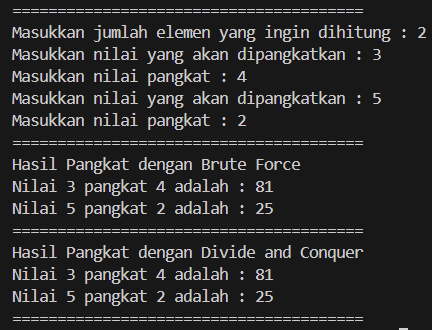 =======================================
Masukkan jumlah elemen yang ingin dihitung : 2
Masukkan nilai yang akan dipangkatkan : 3
Masukkan nilai pangkat : 4
Masukkan nilai yang akan dipangkatkan : 5
Masukkan nilai pangkat : 2
=======================================
Hasil Pangkat dengan Brute Force
Nilai 3 pangkat 4 adalah : 81
Nilai 5 pangkat 2 adalah : 25
=======================================
Hasil Pangkat dengan Divide and Conquer
Nilai 3 pangkat 4 adalah : 81
Nilai 5 pangkat 2 adalah : 25
=======================================